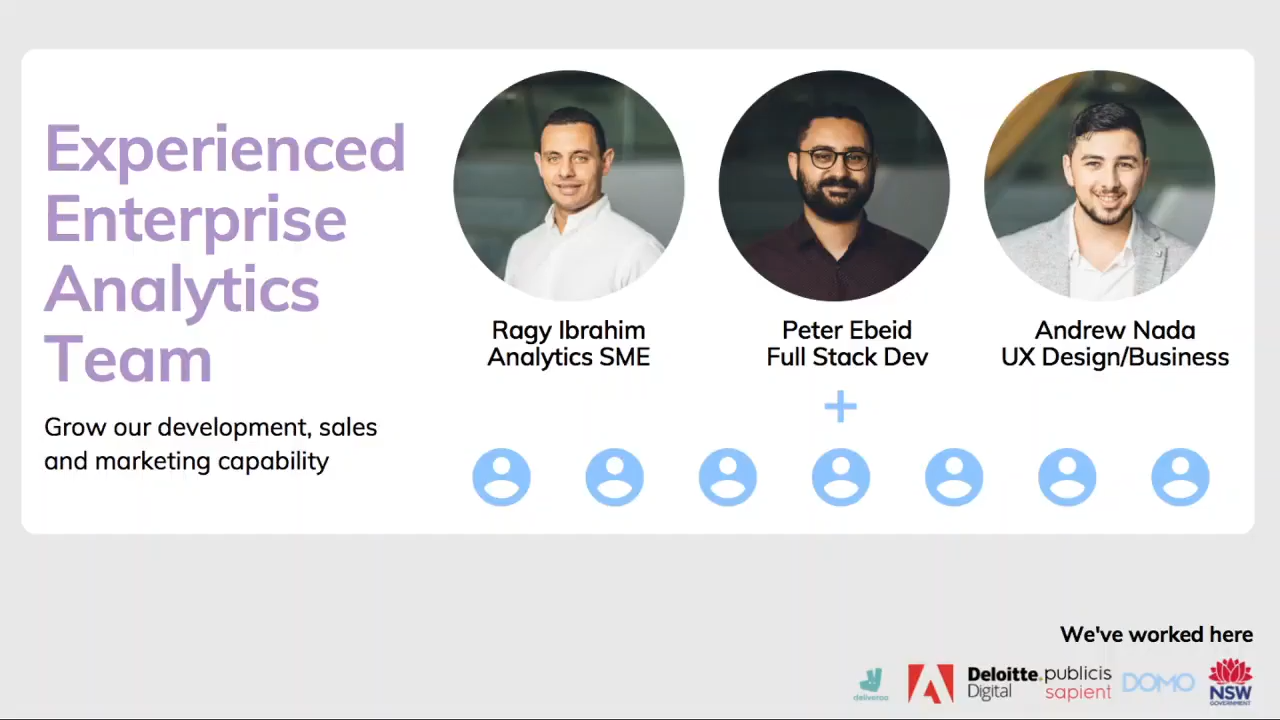 Experienced
Enterprise
Analytics
Team
Grow our development, sales
and marketing capability
Ragy Ibrahim
Analytics SME
Peter Ebeid
Full Stack Dev
Andrew Nada
UX Design/Business
+
We've worked here
deliveroo
Deloitte.
Digital
publicis
sapient
DOMO
NSW
GOVERNMENT